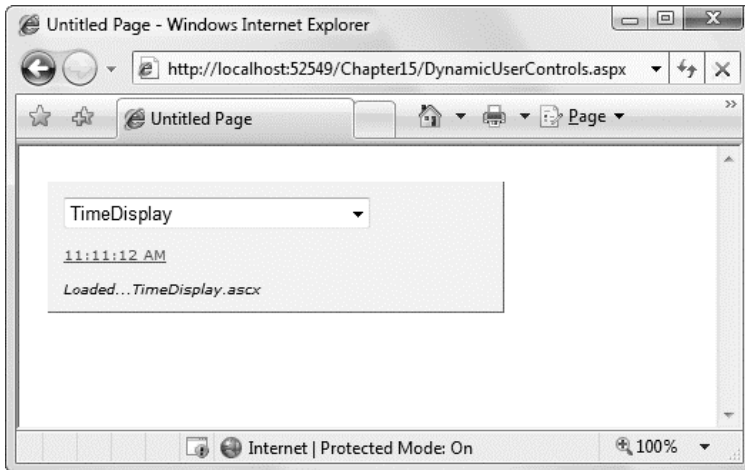 Untitled Page - Windows Internet Explorer
http://localhost:52549/Chapter15/DynamicUserControls.aspx
Untitled Page
Page
»
TimeDisplay
11:11:12 AM
Loaded...TimeDisplay.ascx
Internet | Protected Mode: On
100%